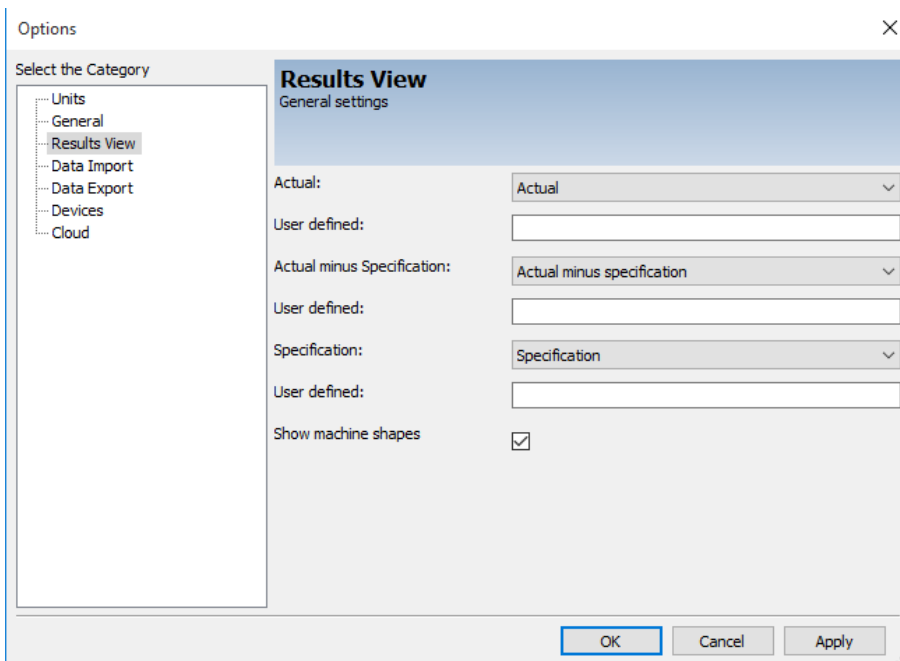 Options
Select the Category
Units
General
Results View
Data Import
Data Export
Devices
Cloud
Results View
General settings
Actual:
Actual
User defined:
Actual minus Specification:
Actual minus specification
User defined:
Specification:
Specification
User defined:
Show machine shapes
OK
Cancel
Apply